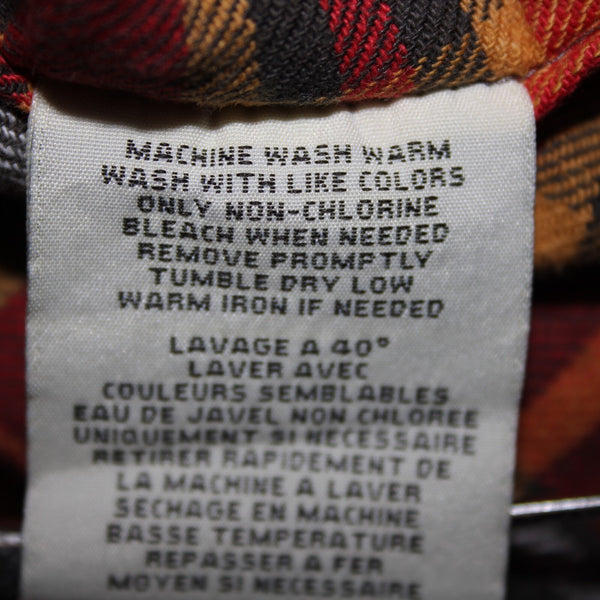 MACHINE WASH WARM
WASH WITH LIKE COLORS
ONLY NON-CHLORINE
BLEACH WHEN NEEDED
REMOVE PROMPTLY
TUMBLE DRY LOW
WARM IRON IF NEEDED
LAVAGE A 40°
LAVER AVEC
COULEURS SEMBLABLES
EAU DE JAVEL NON CHLOREE
UNIQUEMENT SI NECESSAIRE
RETIRER RAPIDEMENT DE
LA MACHINE A LAVER
SECHAGE EN MACHINE
BASSE TEMPERATURE
REPASSER A FER
MOYEN SI NECESSAIRE